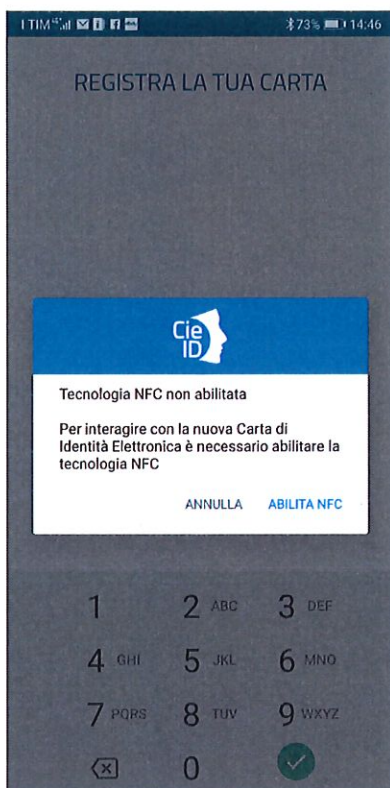 TIM 73% 14:46
REGISTRA LA TUA CARTA
Cie
ID
Tecnologia NFC non abilitata
Per interagire con la nuova Carta di
Identità Elettronica è necessario abilitare la
tecnologia NFC
ANNULLA ABILITA NFC
1 2 ABC 3 DEF
4 GHI 5 JKL 6 MNO
7 PQRS 8 TUV 9 WXYZ
0